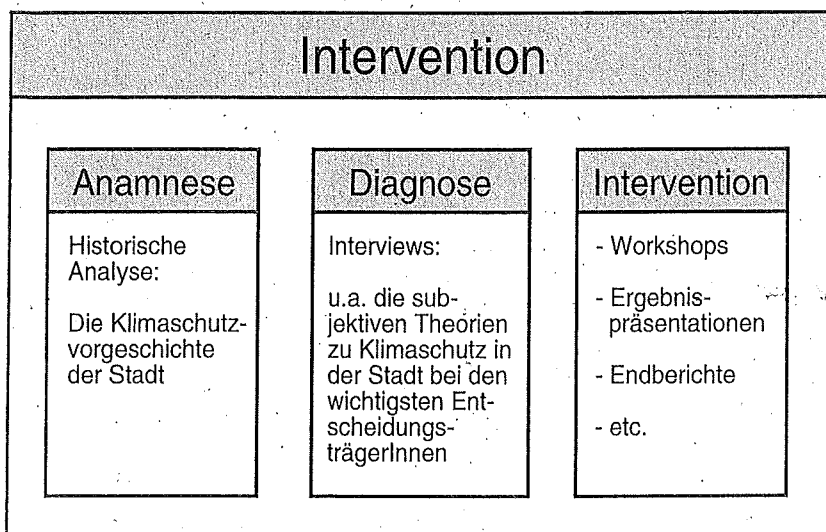 Intervention
Anamnese
Historische
Analyse:
Die Klimaschutz-
vorgeschichte
der Stadt
Diagnose
Interviews:
u.a. die sub-
jektiven Theorien
zu Klimaschutz in
der Stadt bei den
wichtigsten Ent-
scheidungs-
trägerInnen
Intervention
- Workshops
- Ergebnis-
präsentationen
- Endberichte
- etc.